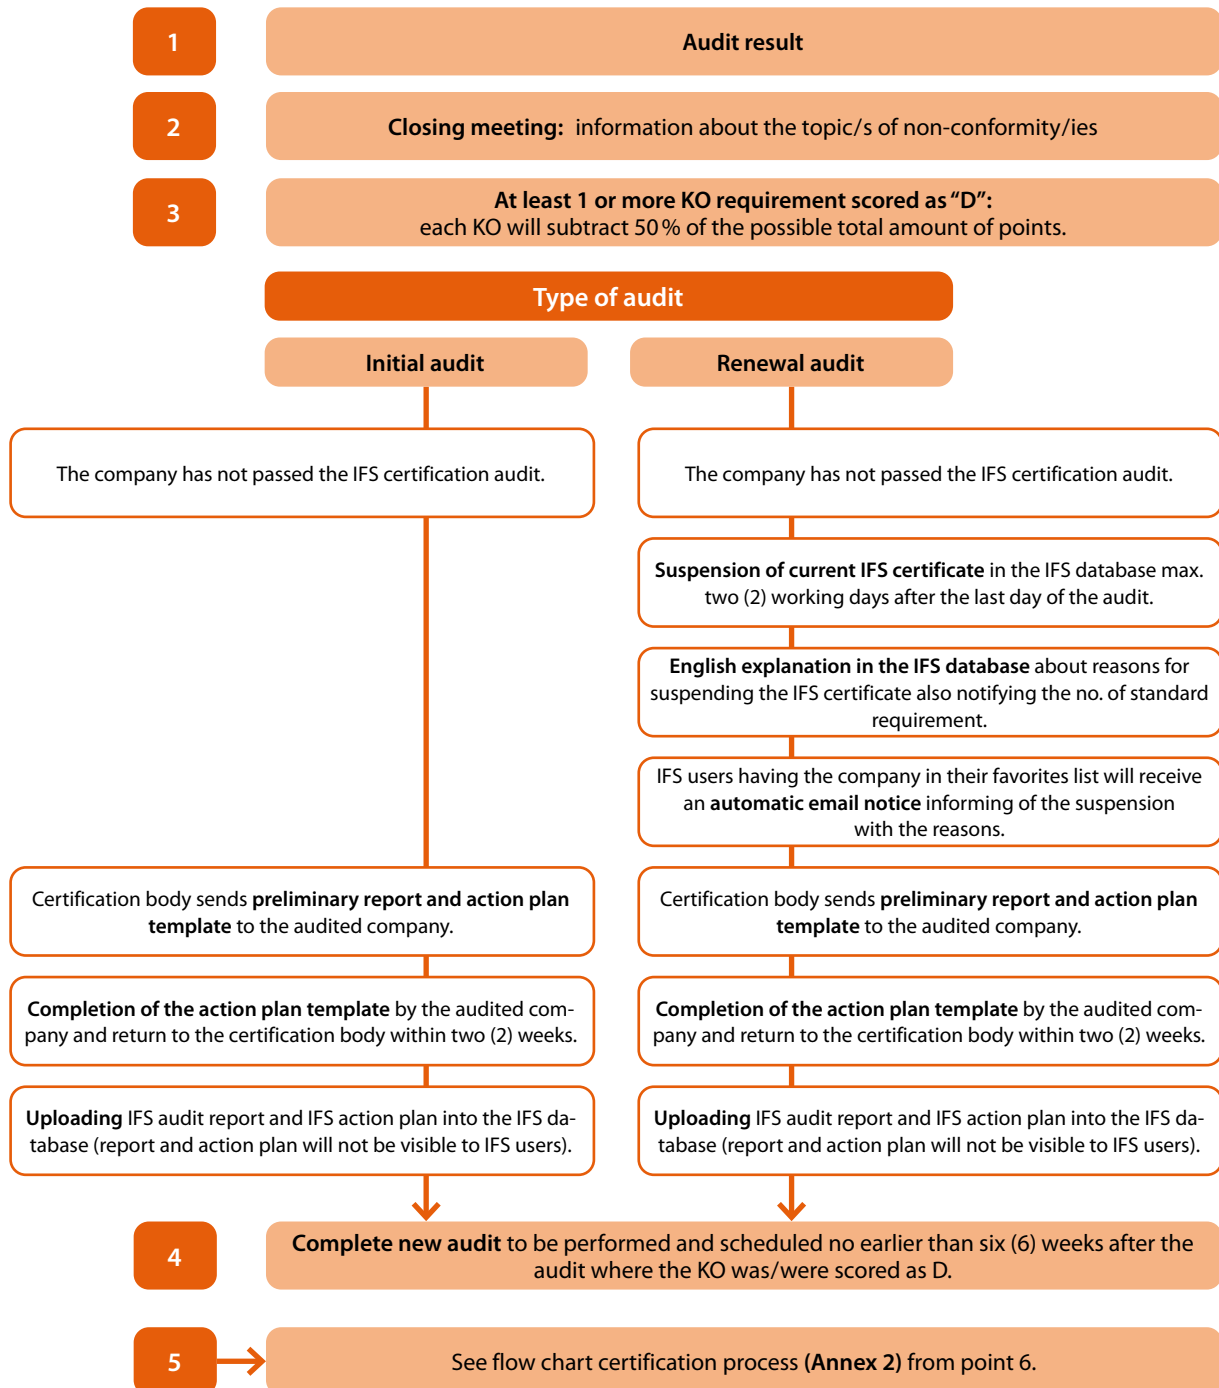 1
Audit result
2
Closing meeting: information about the topic/s of non-conformity/ies
3
At least 1 or more KO requirement scored as “D”:
each KO will subtract 50 % of the possible total amount of points.
Type of audit
Initial audit
Renewal audit
The company has not passed the IFS certification audit.
The company has not passed the IFS certification audit.
Suspension of current IFS certificate in the IFS database max.
two (2) working days after the last day of the audit.
English explanation in the IFS database about reasons for
suspending the IFS certificate also notifying the no. of standard
requirement.
IFS users having the company in their favorites list will receive
an automatic email notice informing of the suspension
with the reasons.
Certification body sends preliminary report and action plan
template to the audited company.
Certification body sends preliminary report and action plan
template to the audited company.
Completion of the action plan template by the audited com-
pany and return to the certification body within two (2) weeks.
Completion of the action plan template by the audited com-
pany and return to the certification body within two (2) weeks.
Uploading IFS audit report and IFS action plan into the IFS da-
tabase (report and action plan will not be visible to IFS users).
Uploading IFS audit report and IFS action plan into the IFS da-
tabase (report and action plan will not be visible to IFS users).
4
Complete new audit to be performed and scheduled no earlier than six (6) weeks after the
audit where the KO was/were scored as D.
5
See flow chart certification process (Annex 2) from point 6.